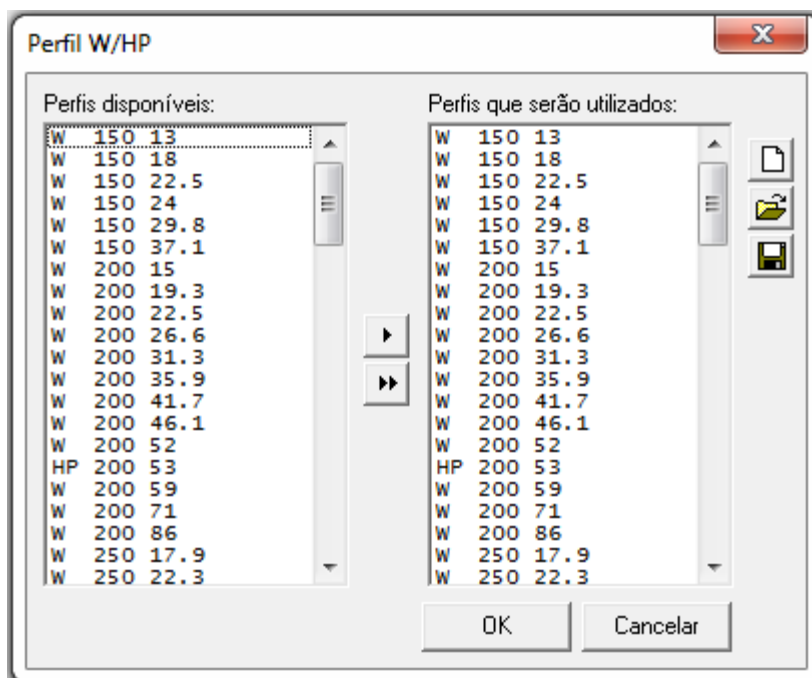 Perfil W/HP
Perfis disponíveis:
W 150 13
W 150 18
W 150 22.5
W 150 24
W 150 29.8
W 150 37.1
W 200 15
W 200 19.3
W 200 22.5
W 200 26.6
W 200 31.3
W 200 35.9
W 200 41.7
W 200 46.1
W 200 52
HP 200 53
W 200 59
W 200 71
W 200 86
W 250 17.9
W 250 22.3
Perfis que serão utilizados:
W 150 13
W 150 18
W 150 22.5
W 150 24
W 150 29.8
W 150 37.1
W 200 15
W 200 19.3
W 200 22.5
W 200 26.6
W 200 31.3
W 200 35.9
W 200 41.7
W 200 46.1
W 200 52
HP 200 53
W 200 59
W 200 71
W 200 86
W 250 17.9
W 250 22.3
OK
Cancelar